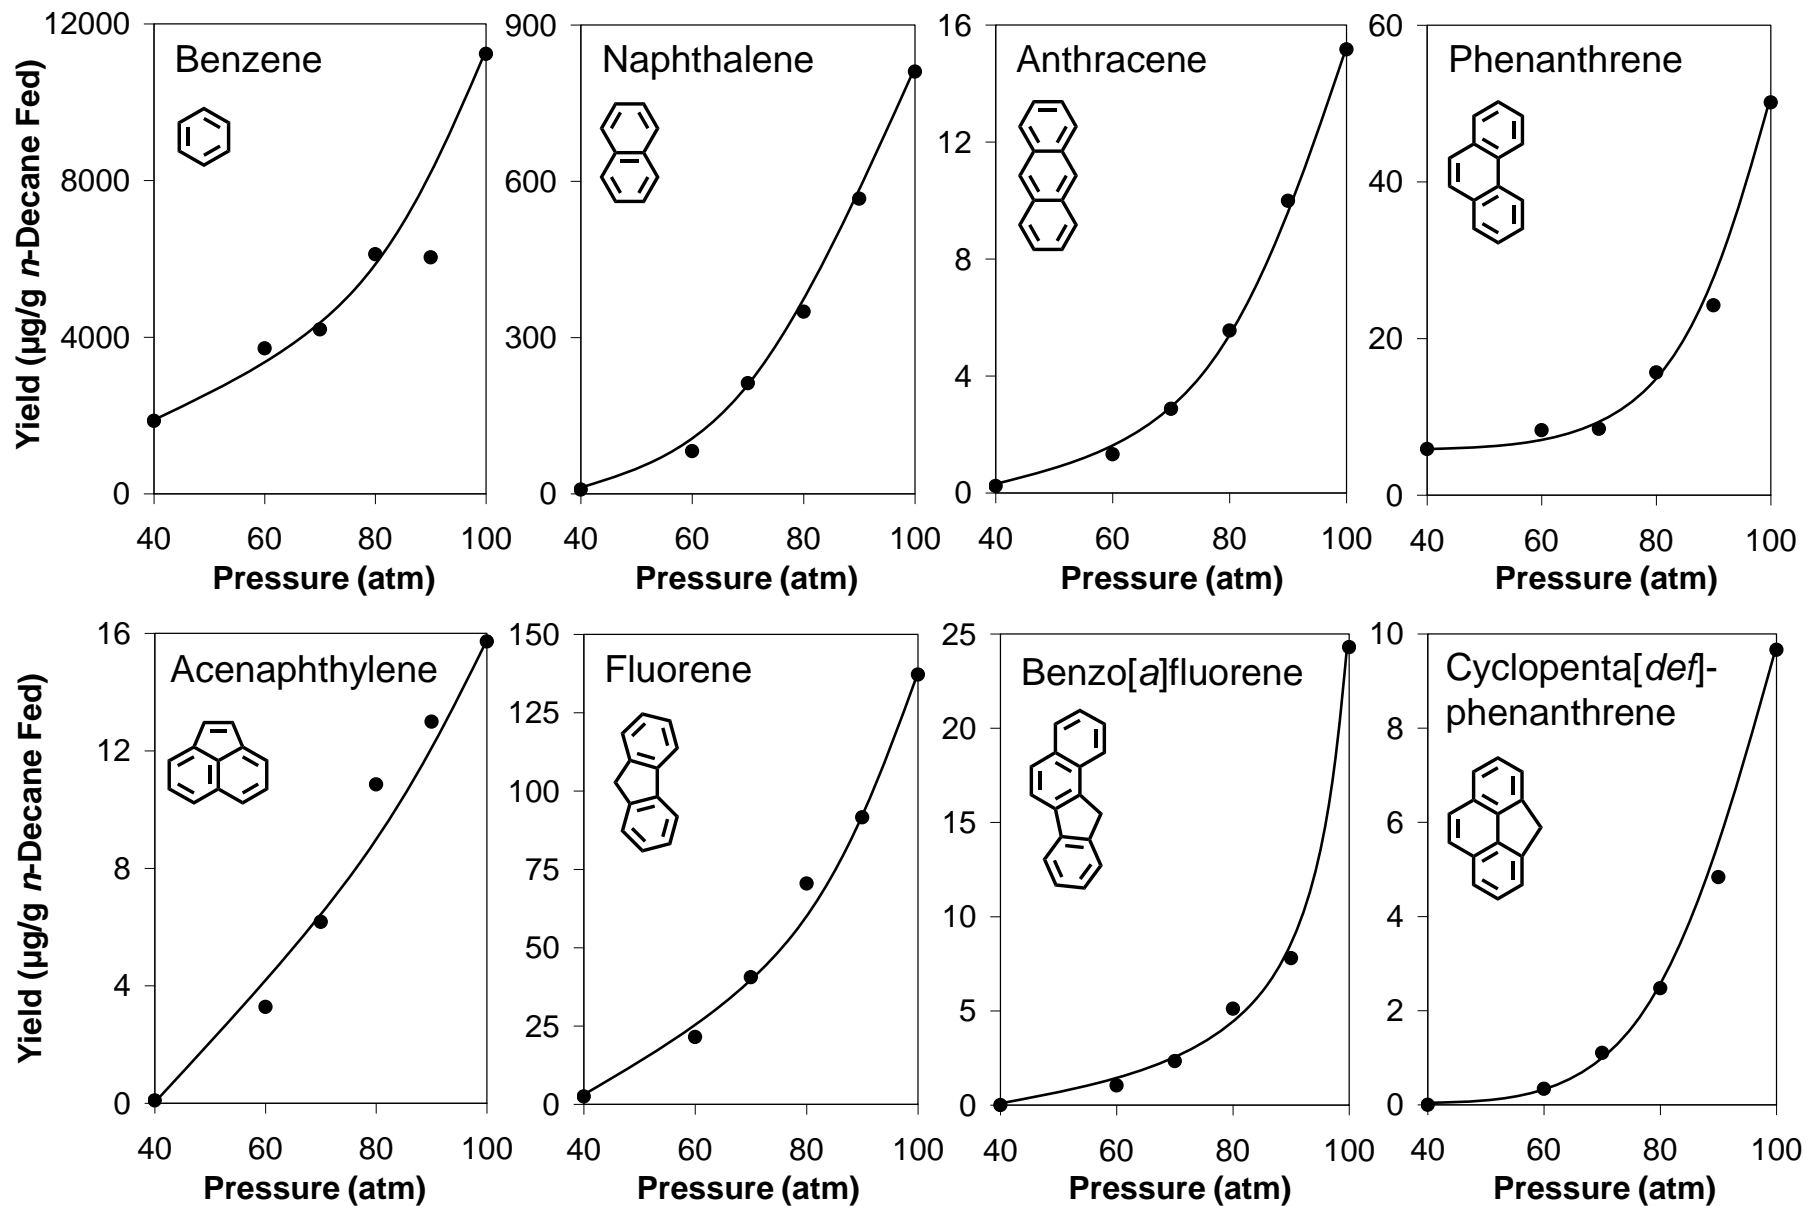 Yield (µg/g n-Decane Fed)
12000
8000
4000
0
Benzene
40 60 80 100
Pressure (atm)
900
600
300
0
Naphthalene
40 60 80 100
Pressure (atm)
16
12
8
4
0
Anthracene
40 60 80 100
Pressure (atm)
60
40
20
0
Phenanthrene
40 60 80 100
Pressure (atm)
Yield (µg/g n-Decane Fed)
16
12
8
4
0
Acenaphthylene
40 60 80 100
Pressure (atm)
150
125
100
75
50
25
0
Fluorene
40 60 80 100
Pressure (atm)
25
20
15
10
5
0
Benzo[a]fluorene
40 60 80 100
Pressure (atm)
10
8
6
4
2
0
Cyclopenta[def]-
phenanthrene
40 60 80 100
Pressure (atm)